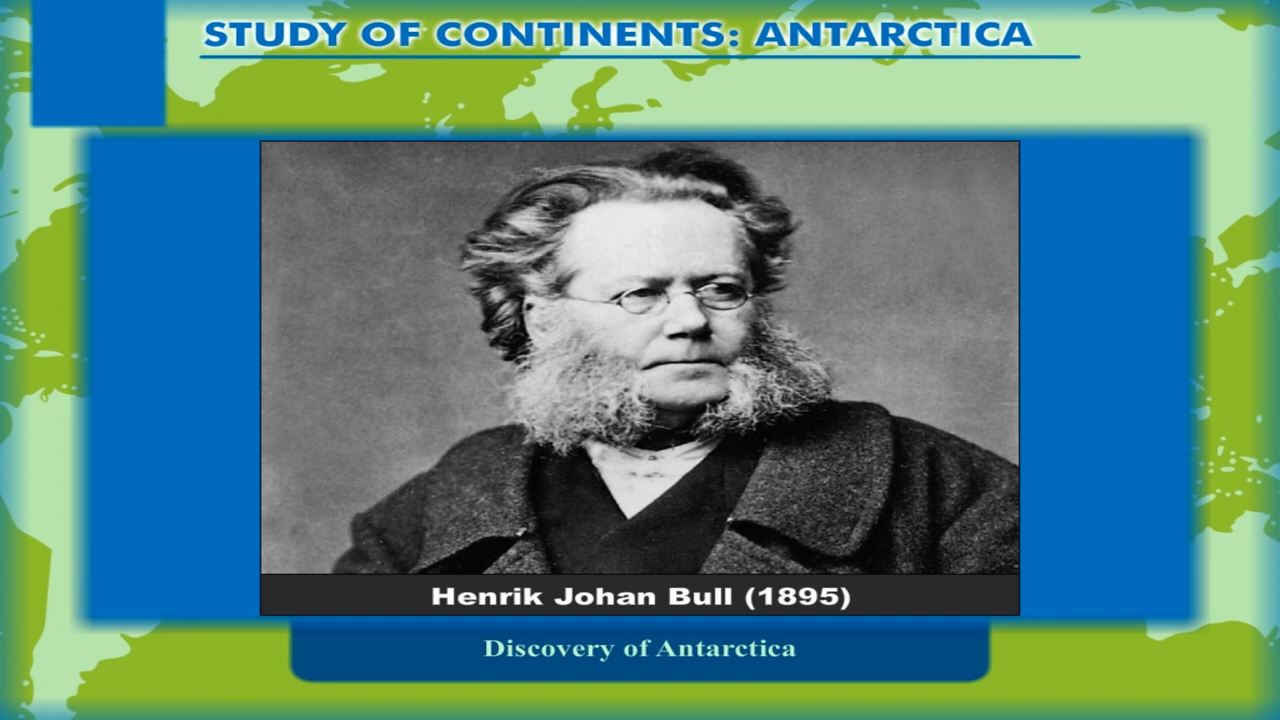 STUDY OF CONTINENTS: ANTARCTICA
Henrik Johan Bull (1895)
Discovery of Antarctica